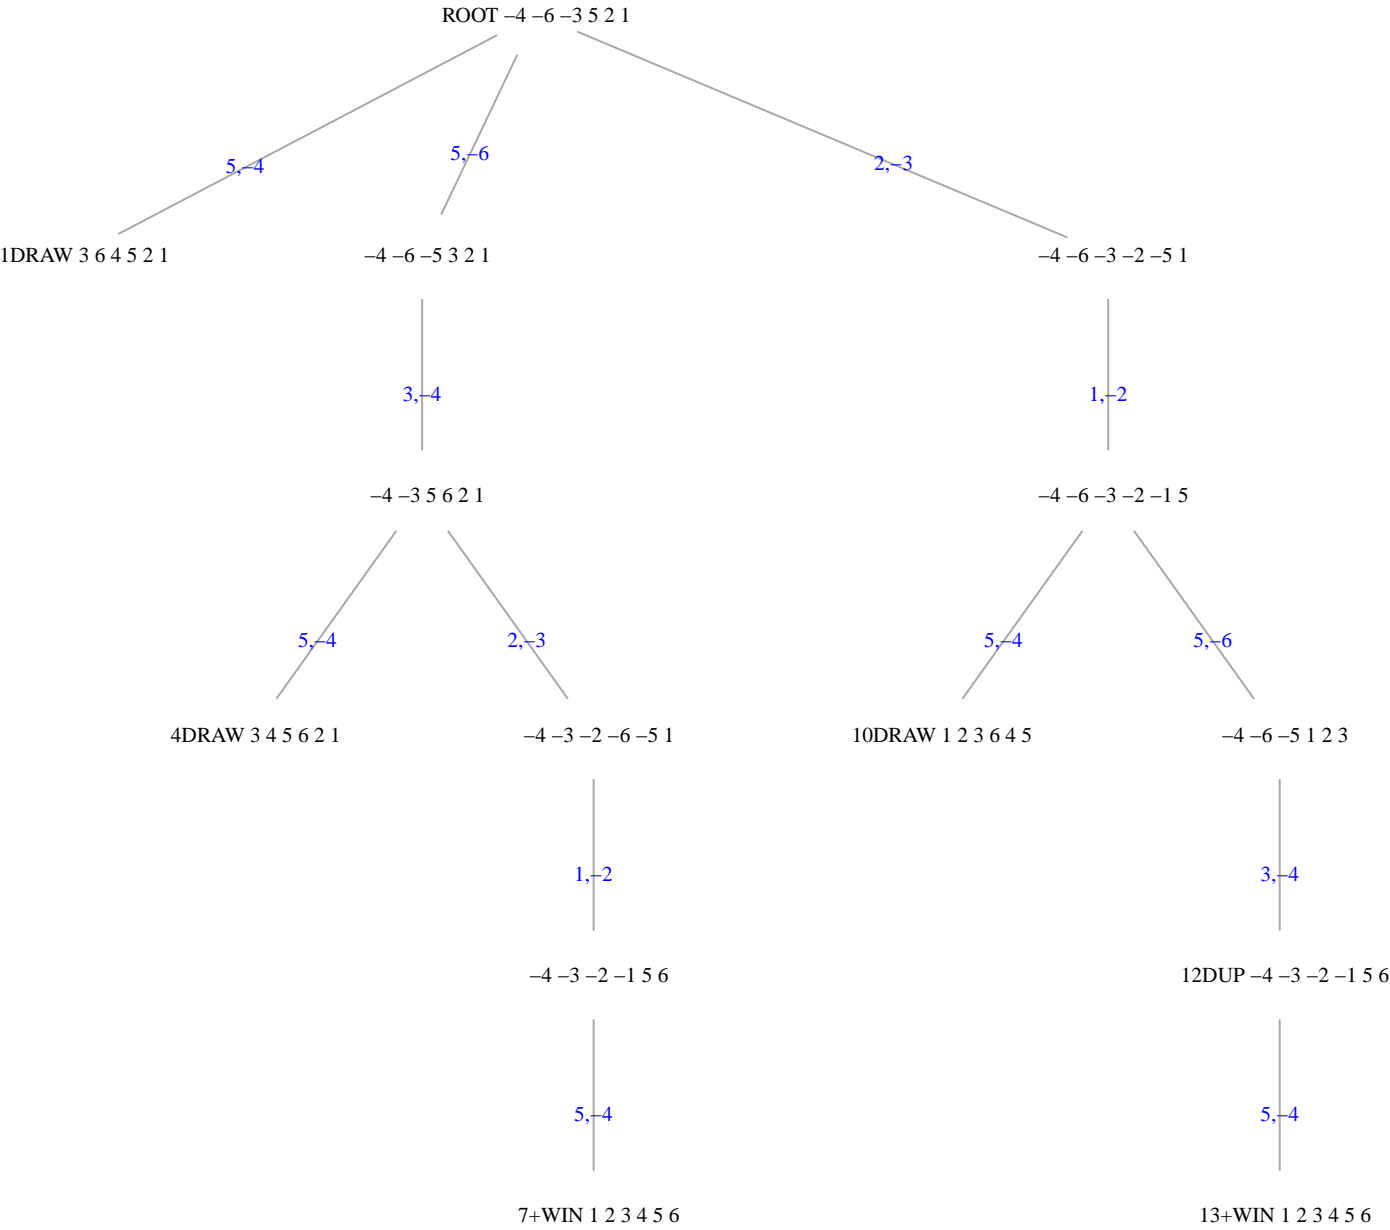 ROOT –4 –6 –3 5 2 1
5,–4
5,–6
2,–3
1DRAW 3 6 4 5 2 1
–4 –6 –5 3 2 1
–4 –6 –3 –2 –5 1
3,–4
1,–2
–4 –3 5 6 2 1
–4 –6 –3 –2 –1 5
5,–4
2,–3
5,–4
5,–6
4DRAW 3 4 5 6 2 1
–4 –3 –2 –6 –5 1
10DRAW 1 2 3 6 4 5
–4 –6 –5 1 2 3
1,–2
3,–4
–4 –3 –2 –1 5 6
12DUP –4 –3 –2 –1 5 6
5,–4
5,–4
7+WIN 1 2 3 4 5 6
13+WIN 1 2 3 4 5 6